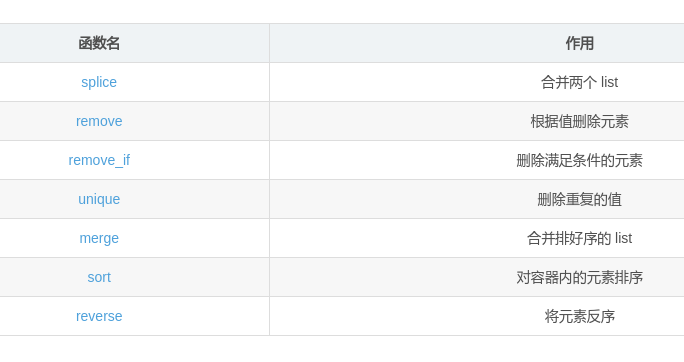 函数名 作用
splice 合并两个 list
remove 根据值删除元素
remove_if 删除满足条件的元素
unique 删除重复的值
merge 合并排好序的 list
sort 对容器内的元素排序
reverse 将元素反序